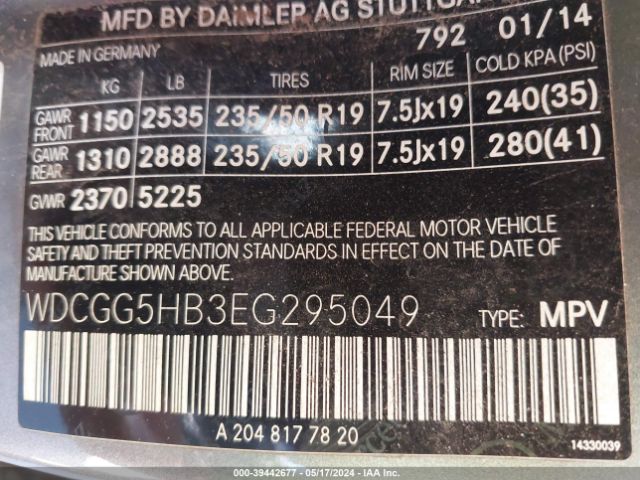 MFD BY DAIMLER AG STUTTGA
792 01/14
MADE IN GERMANY
KG LB TIRES RIM SIZE COLD KPA (PSI)
GAWR FRONT 1150 2535 235/50 R19 7.5Jx19 240(35)
GAWR REAR 1310 2888 235/50 R19 7.5Jx19 280(41)
GVWR 2370 5225
THIS VEHICLE CONFORMS TO ALL APPLICABLE FEDERAL MOTOR VEHICLE
SAFETY AND THEFT PREVENTION STANDARDS IN EFFECT ON THE DATE OF
MANUFACTURE SHOWN ABOVE.
WDCGG5HB3EG295049 TYPE: MPV
A 204 817 78 20
14330039
000-39442677 — 05/17/2024 — IAA Inc.